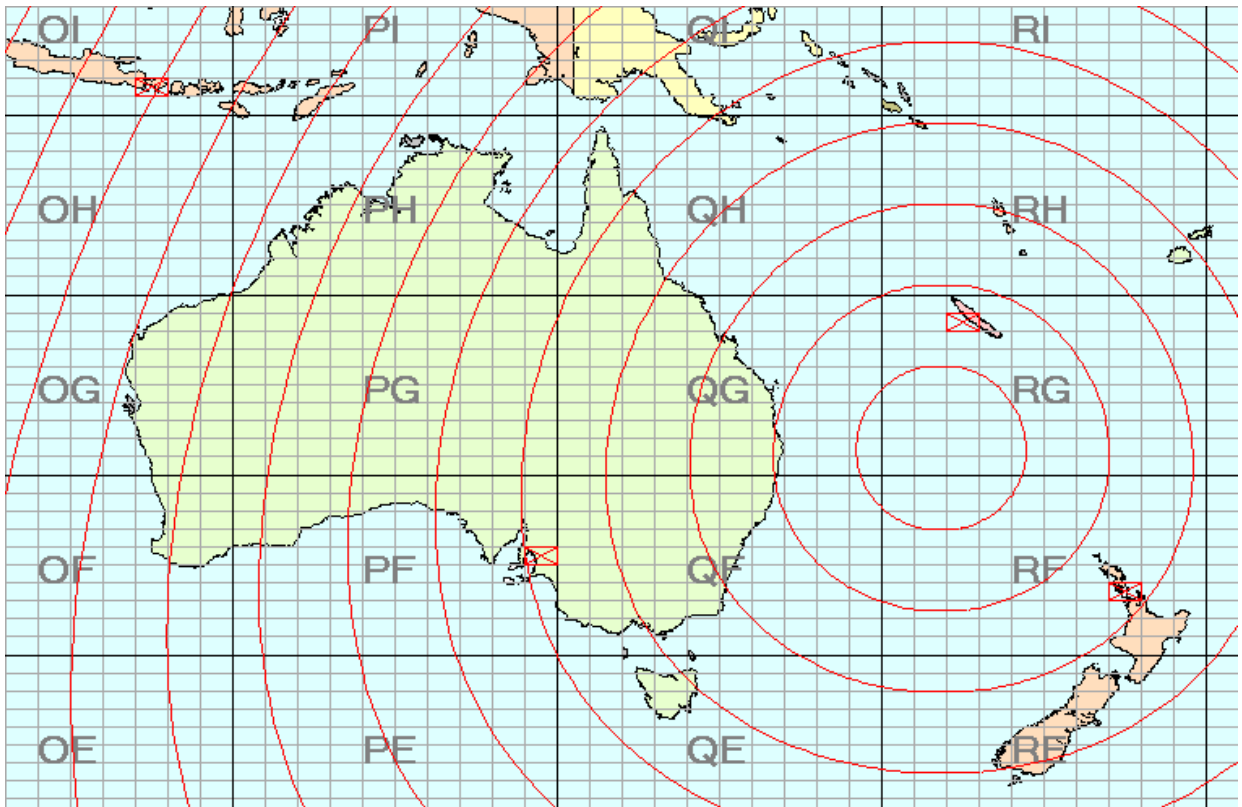 OI PI QI RI
OH PH QH RH
OG PG QG RG
OF PF QF RF
OE PE QE RE